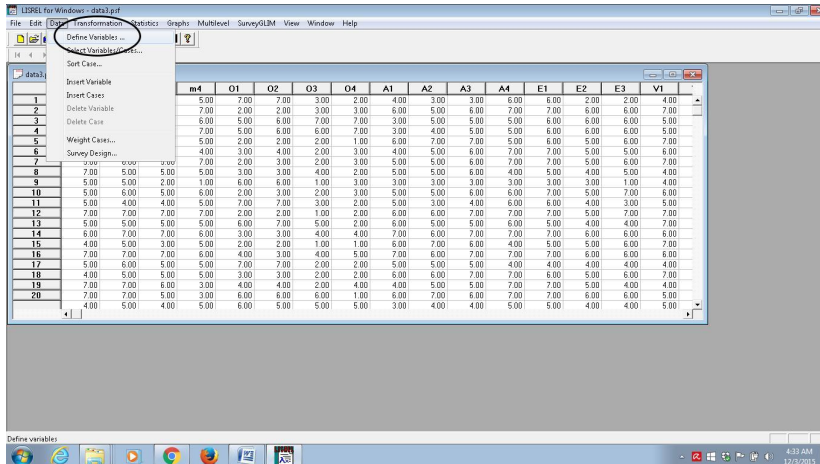 LISREL for Windows - data3.psf
File Edit Data Transformation Statistics Graphs Multilevel SurveyGLIM View Window Help
Define Variables ...
Select Variables/Cases...
Sort Case...
Insert Variable
Insert Cases
Delete Variable
Delete Case
Weight Cases...
Survey Design...
m4 O1 O2 O3 O4 A1 A2 A3 A4 E1 E2 E3 V1
1 5.00 7.00 7.00 3.00 2.00 4.00 3.00 3.00 6.00 6.00 2.00 2.00 4.00
2 7.00 2.00 2.00 3.00 3.00 6.00 5.00 6.00 7.00 7.00 6.00 6.00 7.00
3 6.00 5.00 6.00 7.00 7.00 3.00 5.00 5.00 6.00 6.00 6.00 6.00 5.00
4 7.00 5.00 6.00 6.00 7.00 3.00 4.00 5.00 5.00 5.00 6.00 6.00 5.00
5 5.00 2.00 2.00 2.00 1.00 6.00 7.00 7.00 5.00 6.00 5.00 6.00 6.00
6 4.00 3.00 4.00 2.00 3.00 4.00 5.00 6.00 7.00 7.00 5.00 5.00 6.00
7 5.00 6.00 5.00 7.00 2.00 3.00 2.00 3.00 5.00 5.00 6.00 7.00 7.00 5.00 4.00 6.00
8 7.00 5.00 5.00 5.00 3.00 3.00 4.00 2.00 5.00 5.00 6.00 4.00 5.00 4.00 5.00 4.00
9 5.00 5.00 2.00 1.00 6.00 6.00 1.00 3.00 3.00 3.00 3.00 3.00 3.00 3.00 1.00 4.00
10 5.00 6.00 5.00 6.00 2.00 3.00 2.00 3.00 5.00 5.00 6.00 6.00 7.00 5.00 7.00 6.00
11 5.00 4.00 4.00 5.00 7.00 7.00 3.00 2.00 5.00 3.00 4.00 6.00 6.00 4.00 3.00 5.00
12 7.00 7.00 7.00 7.00 2.00 2.00 1.00 2.00 6.00 6.00 7.00 7.00 7.00 5.00 7.00 7.00
13 5.00 5.00 5.00 5.00 6.00 7.00 5.00 2.00 6.00 5.00 5.00 6.00 5.00 4.00 4.00 7.00
14 6.00 7.00 7.00 6.00 3.00 3.00 4.00 4.00 7.00 6.00 7.00 7.00 7.00 6.00 6.00 6.00
15 4.00 5.00 3.00 5.00 2.00 2.00 1.00 1.00 6.00 7.00 6.00 4.00 5.00 5.00 6.00 7.00
16 7.00 7.00 7.00 6.00 4.00 3.00 4.00 5.00 7.00 7.00 7.00 7.00 7.00 6.00 6.00 7.00
17 5.00 6.00 5.00 5.00 7.00 7.00 2.00 2.00 5.00 5.00 5.00 4.00 4.00 4.00 4.00 4.00
18 4.00 5.00 5.00 5.00 3.00 3.00 2.00 2.00 6.00 6.00 7.00 6.00 5.00 5.00 6.00 7.00
19 7.00 7.00 6.00 3.00 4.00 4.00 2.00 4.00 6.00 5.00 5.00 7.00 7.00 6.00 4.00 4.00
20 7.00 7.00 5.00 3.00 6.00 6.00 6.00 1.00 6.00 7.00 6.00 7.00 7.00 6.00 6.00 5.00
4.00 5.00 4.00 5.00 6.00 5.00 5.00 5.00 3.00 4.00 4.00 5.00 5.00 4.00 4.00 5.00
Define variables
4:33 AM
12/3/2015